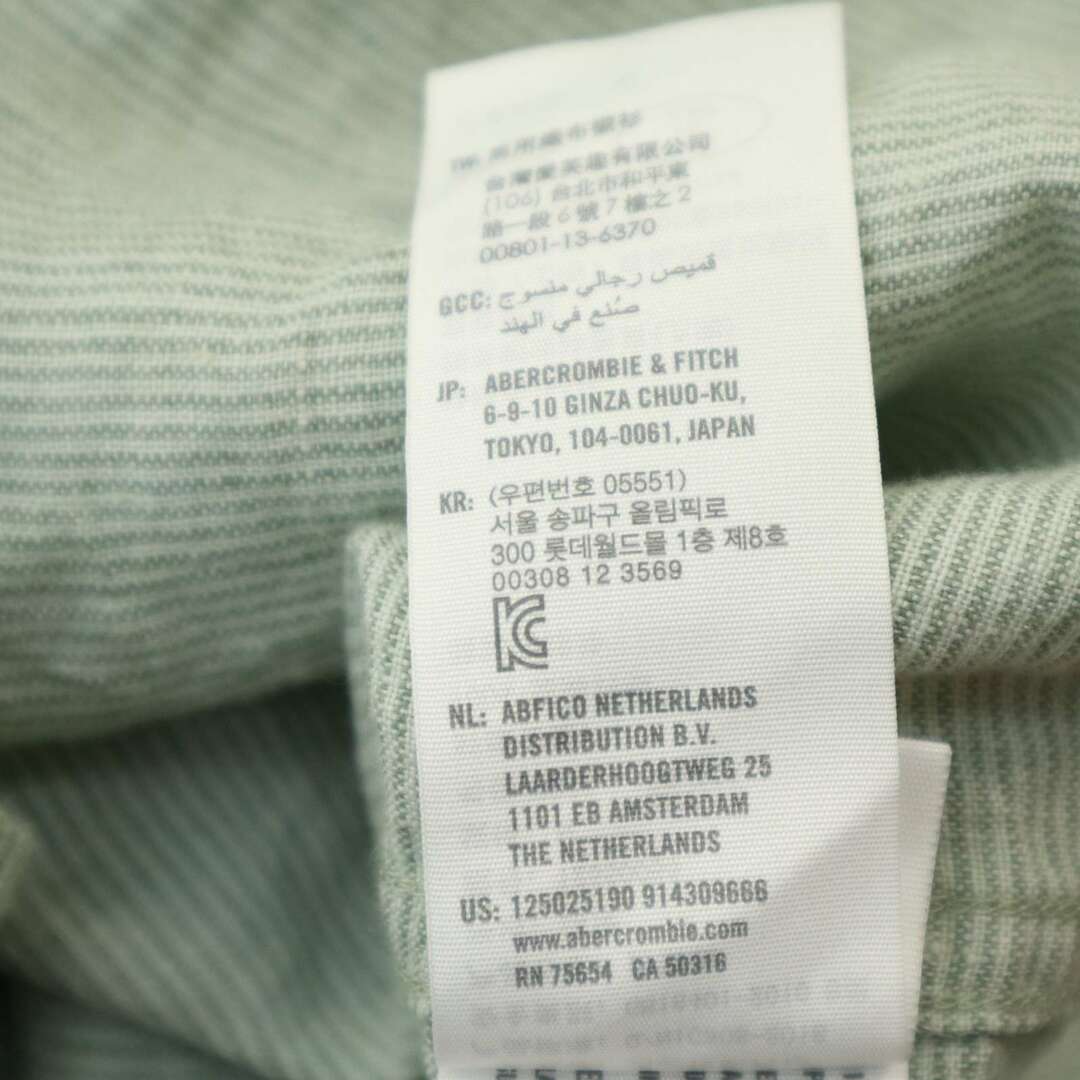 台灣愛芙趣有限公司
(106) 台北市和平東
路一段6號7樓之2
00801-13-6370
GCC: قميص رجالي منسوج
صُنع في الهند
JP: ABERCROMBIE & FITCH
6-9-10 GINZA CHUO-KU,
TOKYO, 104-0061, JAPAN
KR: (우편번호 05551)
서울 송파구 올림픽로
300 롯데월드몰 1층 제8호
00308 12 3569
KC
NL: ABFICO NETHERLANDS
DISTRIBUTION B.V.
LAARDERHOOGTWEG 25
1101 EB AMSTERDAM
THE NETHERLANDS
US: 125025190 914309666
www.abercrombie.com
RN 75654 CA 50316